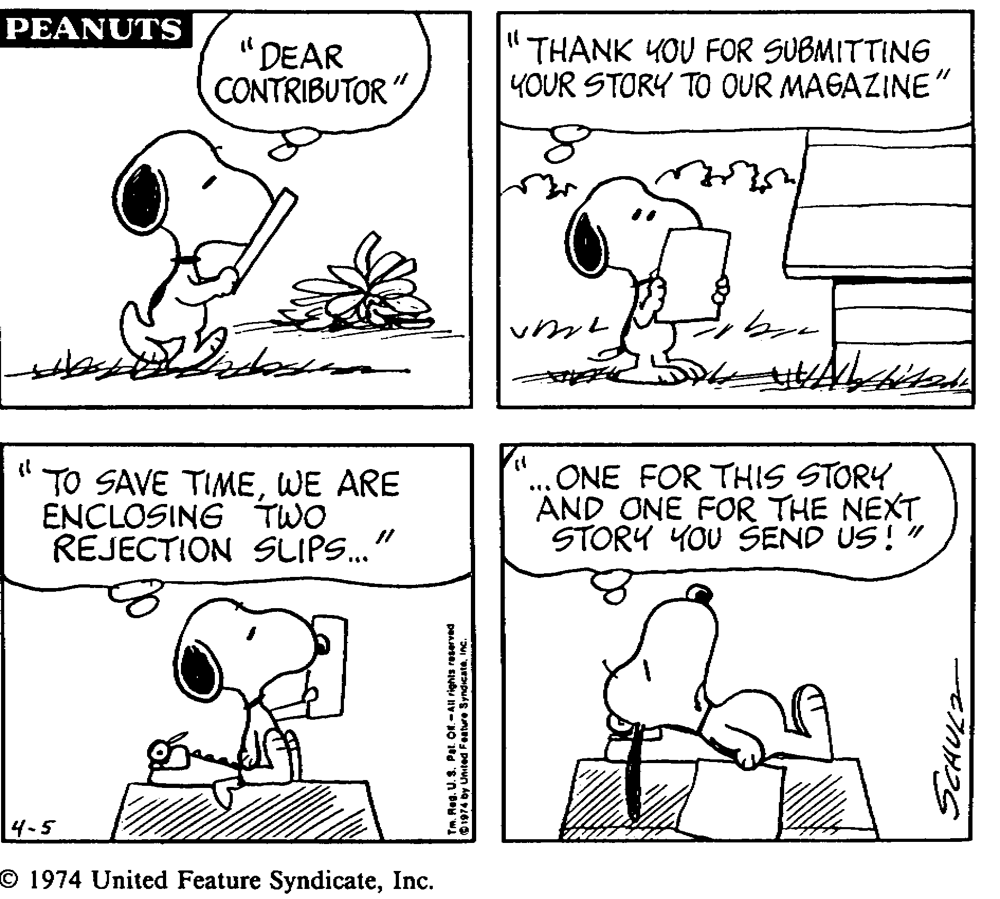 PEANUTS
"DEAR
CONTRIBUTOR"
"THANK YOU FOR SUBMITTING
YOUR STORY TO OUR MAGAZINE"
"TO SAVE TIME, WE ARE
ENCLOSING TWO
REJECTION SLIPS..."
4-5
Tm. Reg. U. S. Pat. Off.—All rights reserved
©1974 by United Feature Syndicate, Inc.
"...ONE FOR THIS STORY
AND ONE FOR THE NEXT
STORY YOU SEND US!"
SCHULZ
© 1974 United Feature Syndicate, Inc.